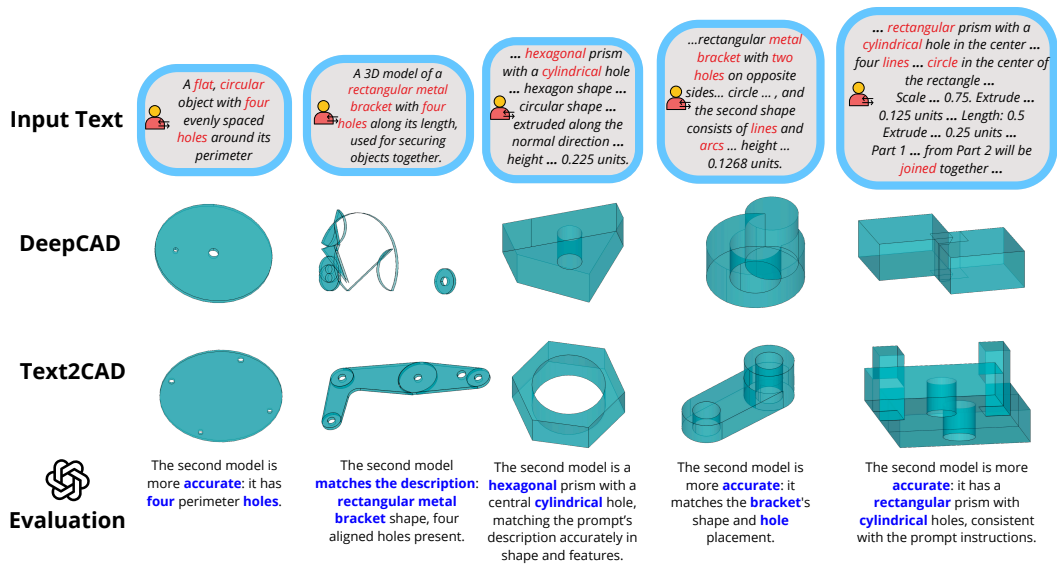 Input Text
A flat, circular
object with four
evenly spaced
holes around its
perimeter
A 3D model of a
rectangular metal
bracket with four
holes along its length,
used for securing
objects together.
... hexagonal prism
with a cylindrical hole
... hexagon shape ...
circular shape ...
extruded along the
normal direction ...
height ... 0.225 units.
...rectangular metal
bracket with two
holes on opposite
sides... circle ... , and
the second shape
consists of lines and
arcs ... height ...
0.1268 units.
... rectangular prism with a
cylindrical hole in the center ...
four lines ... circle in the center of
the rectangle ...
Scale ... 0.75. Extrude ...
0.125 units ... Length: 0.5
Extrude ... 0.25 units ...
Part 1 ... from Part 2 will be
joined together ...
DeepCAD
Text2CAD
Evaluation
The second model is
more accurate: it has
four perimeter holes.
The second model
matches the description:
rectangular metal
bracket shape, four
aligned holes present.
The second model is a
hexagonal prism with a
central cylindrical hole,
matching the prompt's
description accurately in
shape and features.
The second model is
more accurate: it
matches the bracket's
shape and hole
placement.
The second model is more
accurate: it has a
rectangular prism with
cylindrical holes, consistent
with the prompt instructions.